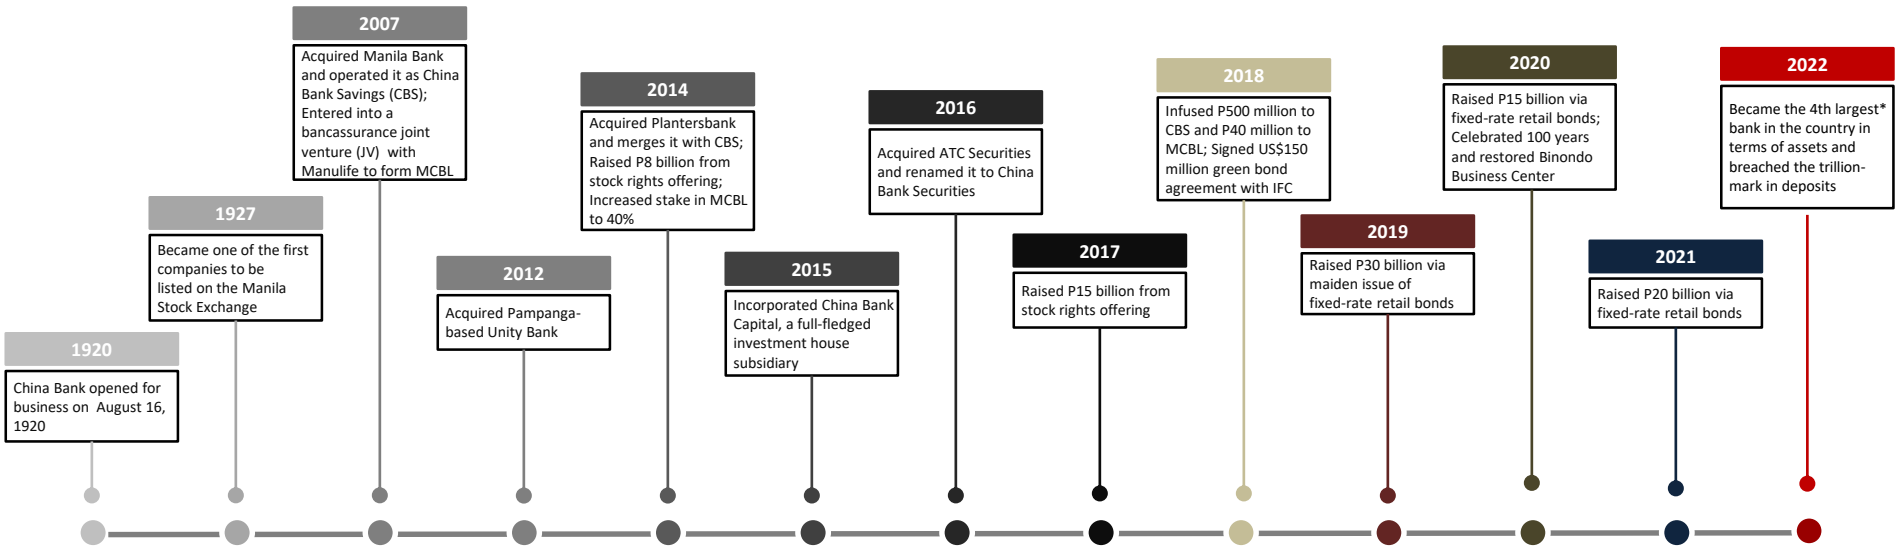 1920
China Bank opened for
business on August 16,
1920
1927
Became one of the first
companies to be
listed on the Manila
Stock Exchange
2007
Acquired Manila Bank
and operated it as China
Bank Savings (CBS);
Entered into a
bancassurance joint
venture (JV) with
Manulife to form MCBL
2012
Acquired Pampanga-
based Unity Bank
2014
Acquired Plantersbank
and merges it with CBS;
Raised P8 billion from
stock rights offering;
Increased stake in MCBL
to 40%
2015
Incorporated China Bank
Capital, a full-fledged
investment house
subsidiary
2016
Acquired ATC Securities
and renamed it to China
Bank Securities
2017
Raised P15 billion from
stock rights offering
2018
Infused P500 million to
CBS and P40 million to
MCBL; Signed US$150
million green bond
agreement with IFC
2019
Raised P30 billion via
maiden issue of
fixed-rate retail bonds
2020
Raised P15 billion via
fixed-rate retail bonds;
Celebrated 100 years
and restored Binondo
Business Center
2021
Raised P20 billion via
fixed-rate retail bonds
2022
Became the 4th largest*
bank in the country in
terms of assets and
breached the trillion-
mark in deposits